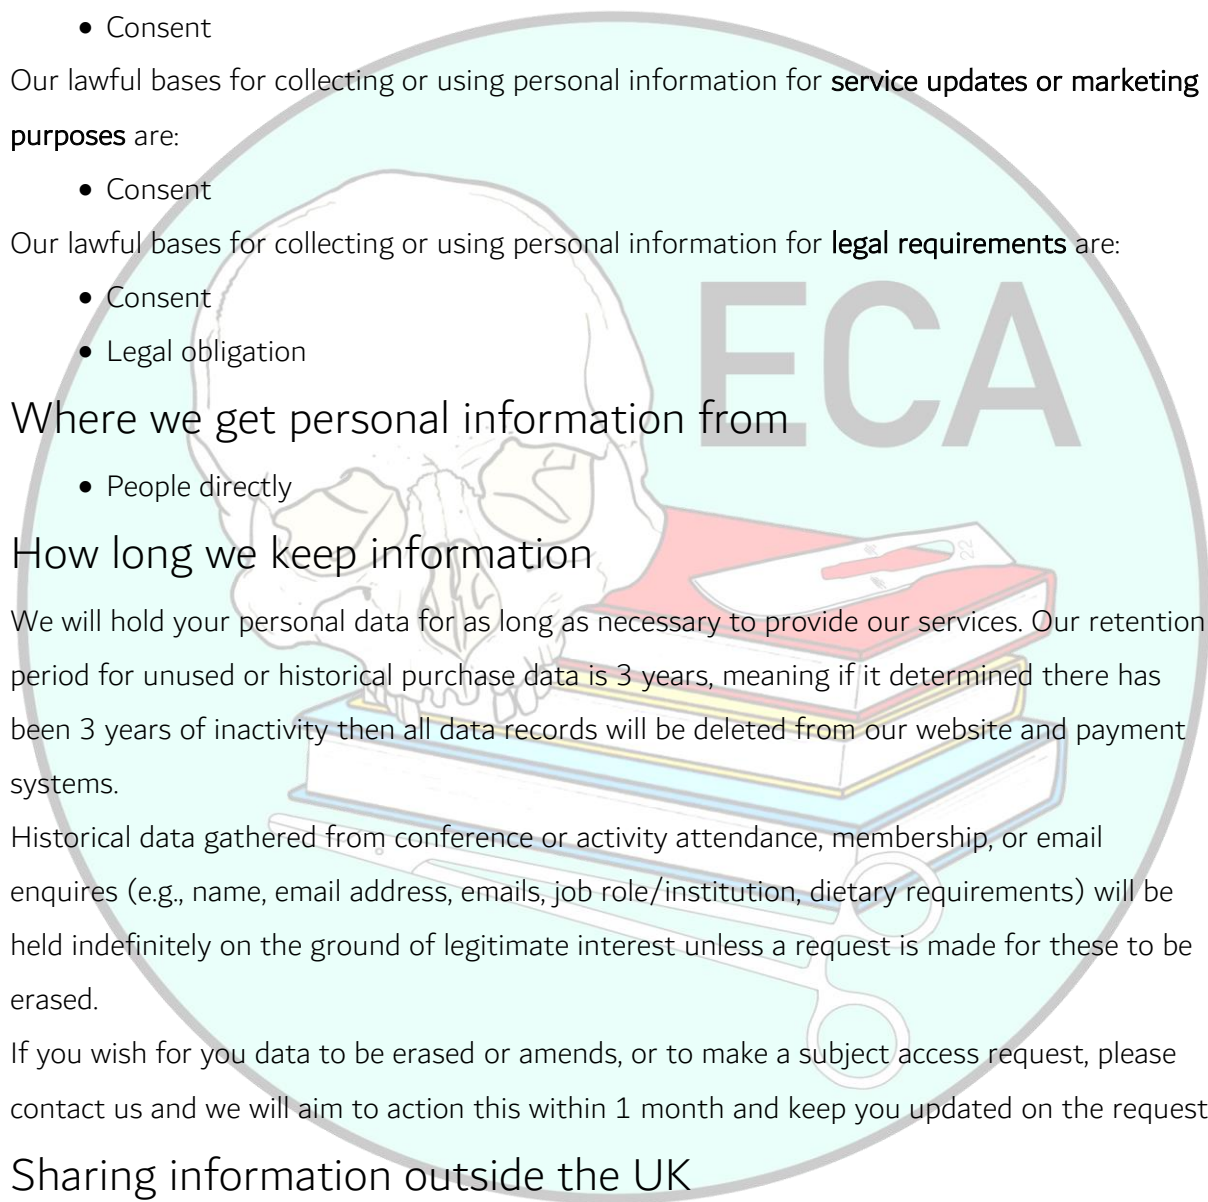 • Consent
Our lawful bases for collecting or using personal information for service updates or marketing
purposes are:
• Consent
Our lawful bases for collecting or using personal information for legal requirements are:
• Consent
• Legal obligation
ECA
Where we get personal information from
• People directly
How long we keep information
22
We will hold your personal data for as long as necessary to provide our services. Our retention
period for unused or historical purchase data is 3 years, meaning if it determined there has
been 3 years of inactivity then all data records will be deleted from our website and payment
systems.
Historical data gathered from conference or activity attendance, membership, or email
enquires (e.g., name, email address, emails, job role/institution, dietary requirements) will be
held indefinitely on the ground of legitimate interest unless a request is made for these to be
erased.
If you wish for you data to be erased or amends, or to make a subject access request, please
contact us and we will aim to action this within 1 month and keep you updated on the request
Sharing information outside the UK